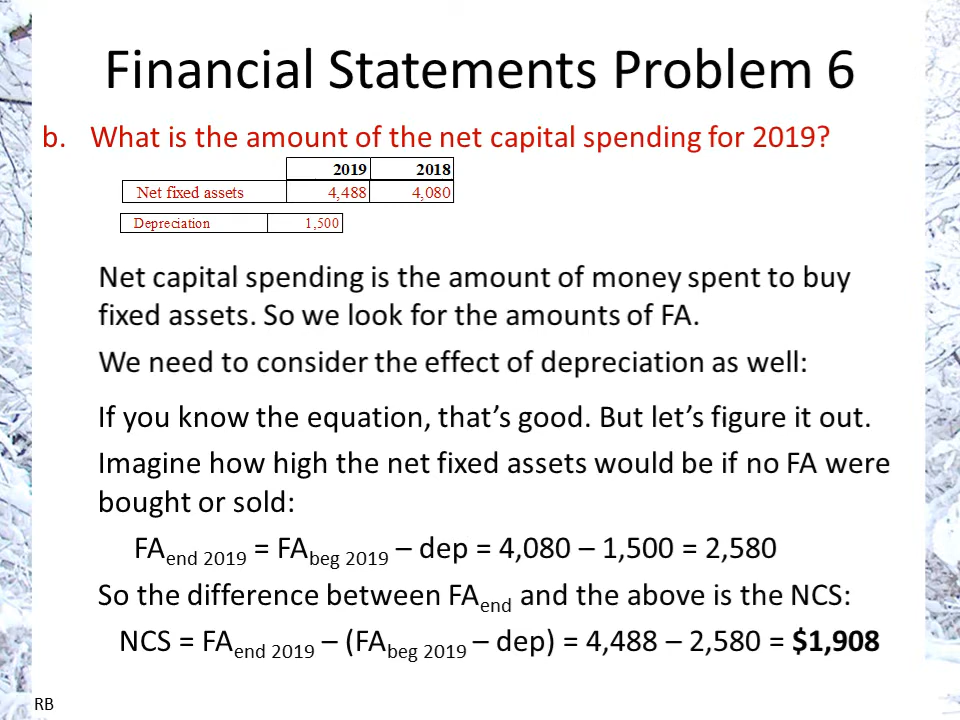 Financial Statements Problem 6
b. What is the amount of the net capital spending for 2019?
2019 2018
Net fixed assets 4,488 4,080
Depreciation 1,500
Net capital spending is the amount of money spent to buy
fixed assets. So we look for the amounts of FA.
We need to consider the effect of depreciation as well:
If you know the equation, that’s good. But let’s figure it out.
Imagine how high the net fixed assets would be if no FA were
bought or sold:
FAend 2019 = FAbeg 2019 – dep = 4,080 – 1,500 = 2,580
So the difference between FAend and the above is the NCS:
NCS = FAend 2019 – (FAbeg 2019 – dep) = 4,488 – 2,580 = $1,908
RB